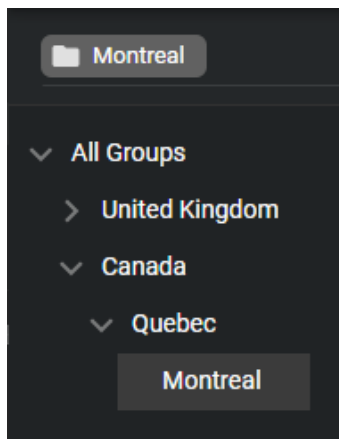 Montreal
All Groups
United Kingdom
Canada
Quebec
Montreal